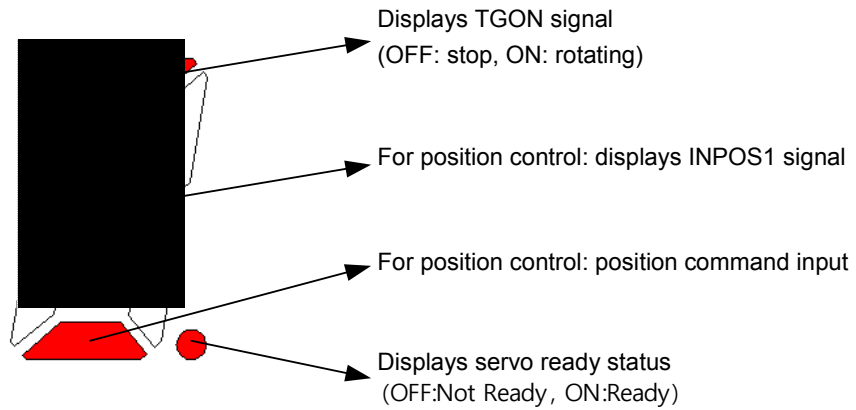 Displays TGON signal
(OFF: stop, ON: rotating)
For position control: displays INPOS1 signal
For position control: position command input
Displays servo ready status
(OFF:Not Ready, ON:Ready)